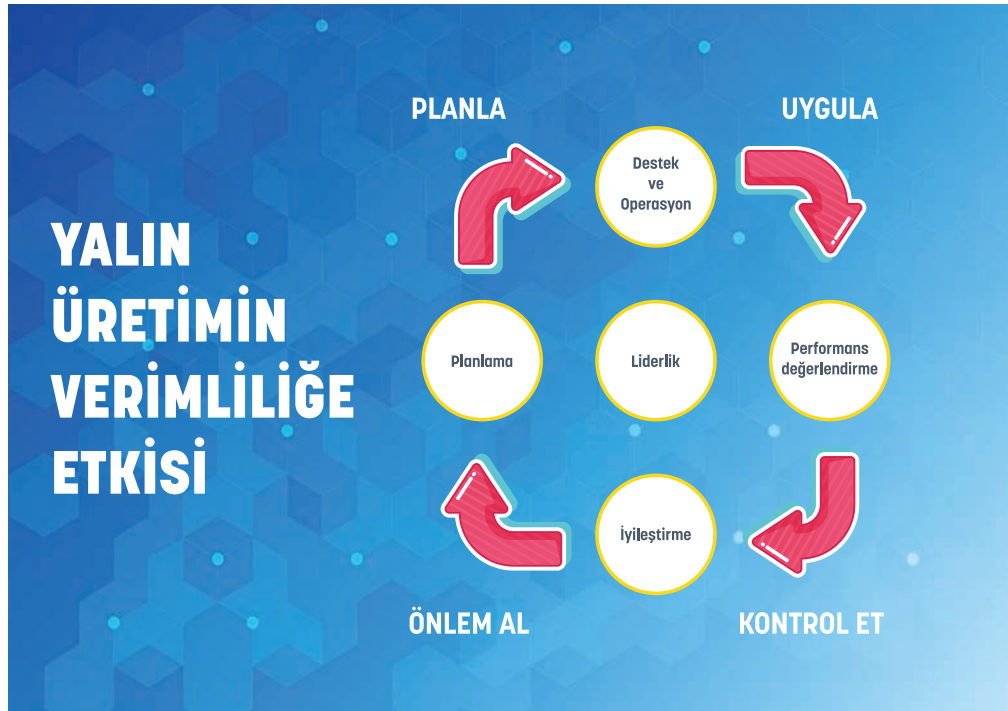 YALIN
ÜRETİMİN
VERİMLİLİĞE
ETKİSİ
PLANLA
UYGULA
Destek
ve
Operasyon
Planlama
Liderlik
Performans
değerlendirme
İyileştirme
ÖNLEM AL
KONTROL ET